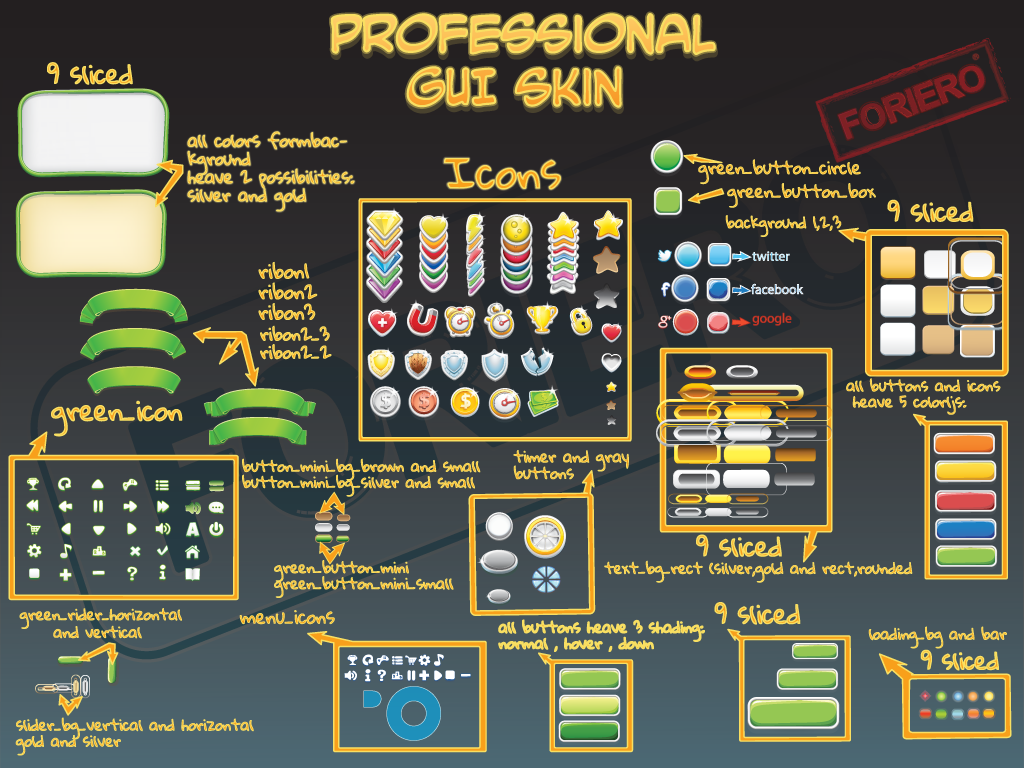 PROFESSIONAL
GUI SKIN
FORIERO
9 sliced
all colors formbac-
kground
heave 2 possibilities:
silver and gold
Icons
green_button_circle
green_button_box
background 1,2,3
9 sliced
twitter
facebook
google
ribon1
ribon2
ribon3
ribon2_3
ribon2_2
green_icon
all buttons and icons
heave 5 colorljs:
button_mini_bg_brown and small
button_mini_bg_silver and small
timer and gray
buttons
9 sliced
text_bg_rect (silver,gold and rect,rounded
green_button_mini
green_button_mini_small
green_rider_horizontal
and vertical
menu_icons
all buttons heave 3 shading:
normal , hover , down
9 sliced
loading_bg and bar
9 sliced
slider_bg_vertical and horizontal
gold and silver